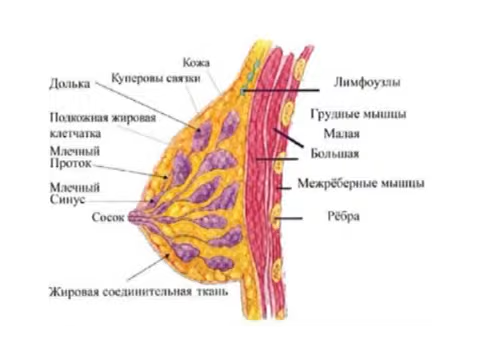 Кожа
Куперовы связки
Долька
Подкожная жировая
клетчатка
Млечный
Проток
Млечный
Синус
Сосок
Жировая соединительная ткань
Лимфоузлы
Грудные мышцы
Малая
Большая
Межрёберные мышцы
Рёбра